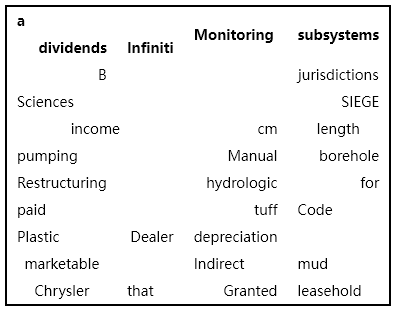 a
dividends Infiniti Monitoring subsystems
B jurisdictions
Sciences SIEGE
income cm length
pumping Manual borehole
Restructuring hydrologic for
paid tuff Code
Plastic Dealer depreciation
marketable Indirect mud
Chrysler that Granted leasehold